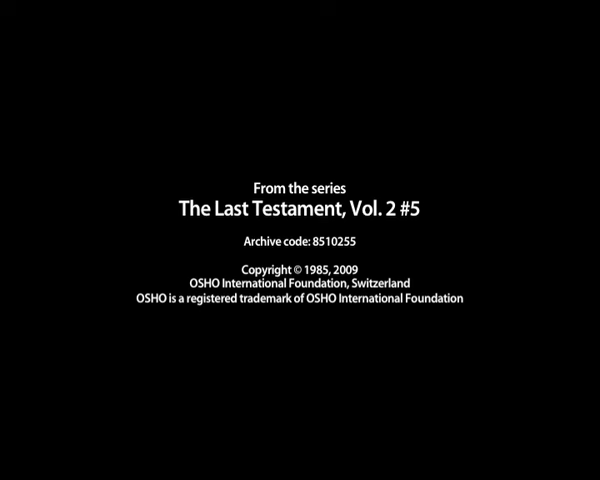 From the series
The Last Testament, Vol. 2 #5
Archive code: 8510255
Copyright © 1985, 2009
OSHO International Foundation, Switzerland
OSHO is a registered trademark of OSHO International Foundation